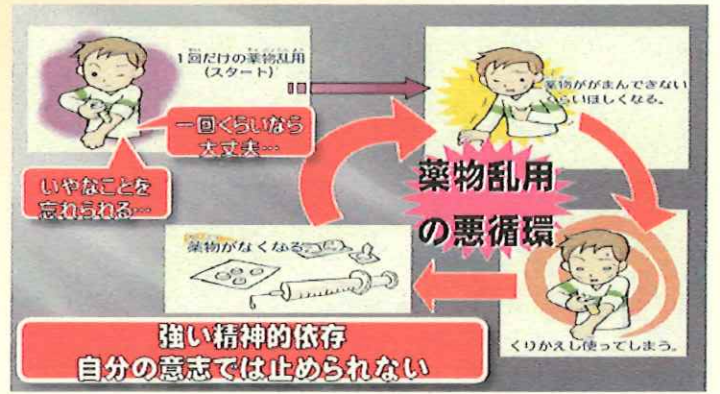 1回だけの薬物乱用
(スタート)
一回くらいなら
大丈夫…
いやなことを
忘れられる…
薬物ががまんできない
くらいほしくなる。
薬物乱用
の悪循環
くりかえし使ってしまう。
薬物がなくなる。
強い精神的依存
自分の意志では止められない